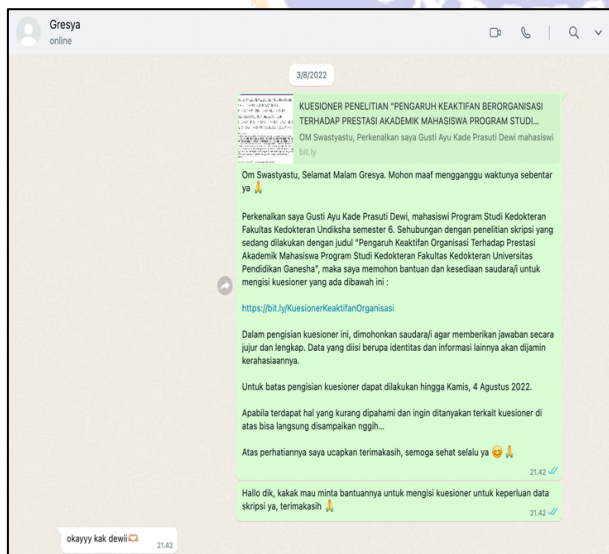 Gresya
online
3/8/2022
KUESIONER PENELITIAN "PENGARUH KEAKTIFAN BERORGANISASI
TERHADAP PRESTASI AKADEMIK MAHASISWA PROGRAM STUDI...
OM Swastyastu, Perkenalkan saya Gusti Ayu Kade Prasuti Dewi mahasiswi
bit.ly
Om Swastyastu, Selamat Malam Gresya. Mohon maaf mengganggu waktunya sebentar
ya 🙏
Perkenalkan saya Gusti Ayu Kade Prasuti Dewi, mahasiswi Program Studi Kedokteran
Fakultas Kedokteran Undiksha semester 6. Sehubungan dengan penelitian skripsi yang
sedang dilakukan dengan judul "Pengaruh Keaktifan Organisasi Terhadap Prestasi
Akademik Mahasiswa Program Studi Kedokteran Fakultas Kedokteran Universitas
Pendidikan Ganesha", maka saya memohon bantuan dan kesediaan saudara/i untuk
mengisi kuesioner yang ada dibawah ini :
https://bit.ly/KuesionerKeaktifanOrganisasi
Dalam pengisian kuesioner ini, dimohonkan saudara/i agar memberikan jawaban secara
jujur dan lengkap. Data yang diisi berupa identitas dan informasi lainnya akan dijamin
kerahasiaannya.
Untuk batas pengisian kuesioner dapat dilakukan hingga Kamis, 4 Agustus 2022.
Apabila terdapat hal yang kurang dipahami dan ingin ditanyakan terkait kuesioner di
atas bisa langsung disampaikan nggih...
Atas perhatiannya saya ucapkan terimakasih, semoga sehat selalu ya 😊🙏
21.42
Hallo dik, kakak mau minta bantuannya untuk mengisi kuesioner untuk keperluan data
skripsi ya, terimakasih 🙏
21.42
okayyy kak dewii🫶🏻
21.42